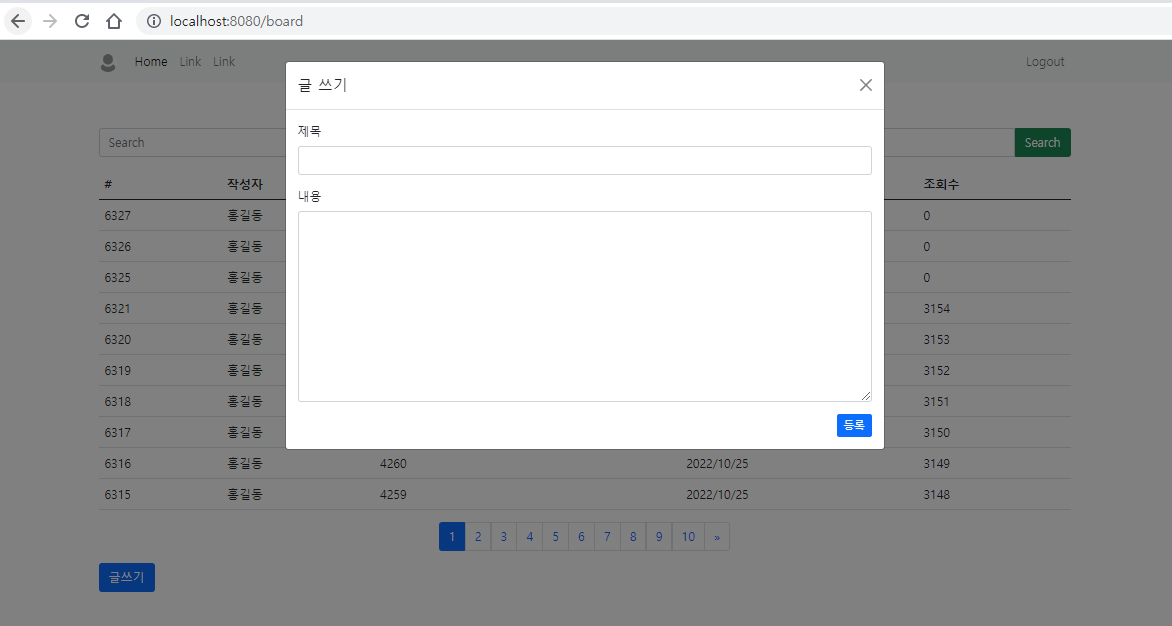 localhost:8080/board
Home Link Link Logout
글 쓰기
제목
내용
등록
Search Search
# 작성자 조회수
6327 홍길동 0
6326 홍길동 0
6325 홍길동 0
6321 홍길동 3154
6320 홍길동 3153
6319 홍길동 3152
6318 홍길동 3151
6317 홍길동 3150
6316 홍길동 4260 2022/10/25 3149
6315 홍길동 4259 2022/10/25 3148
1 2 3 4 5 6 7 8 9 10 »
글쓰기